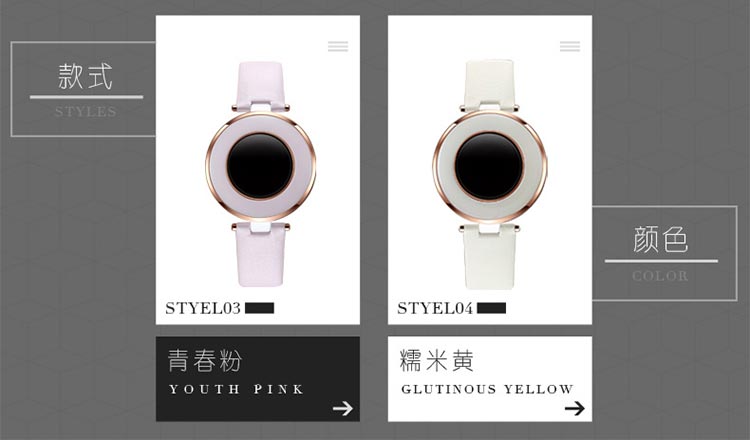 款式
STYLES
STYEL03
STYEL04
颜色
COLOR
青春粉
YOUTH PINK
糯米黄
GLUTINOUS YELLOW